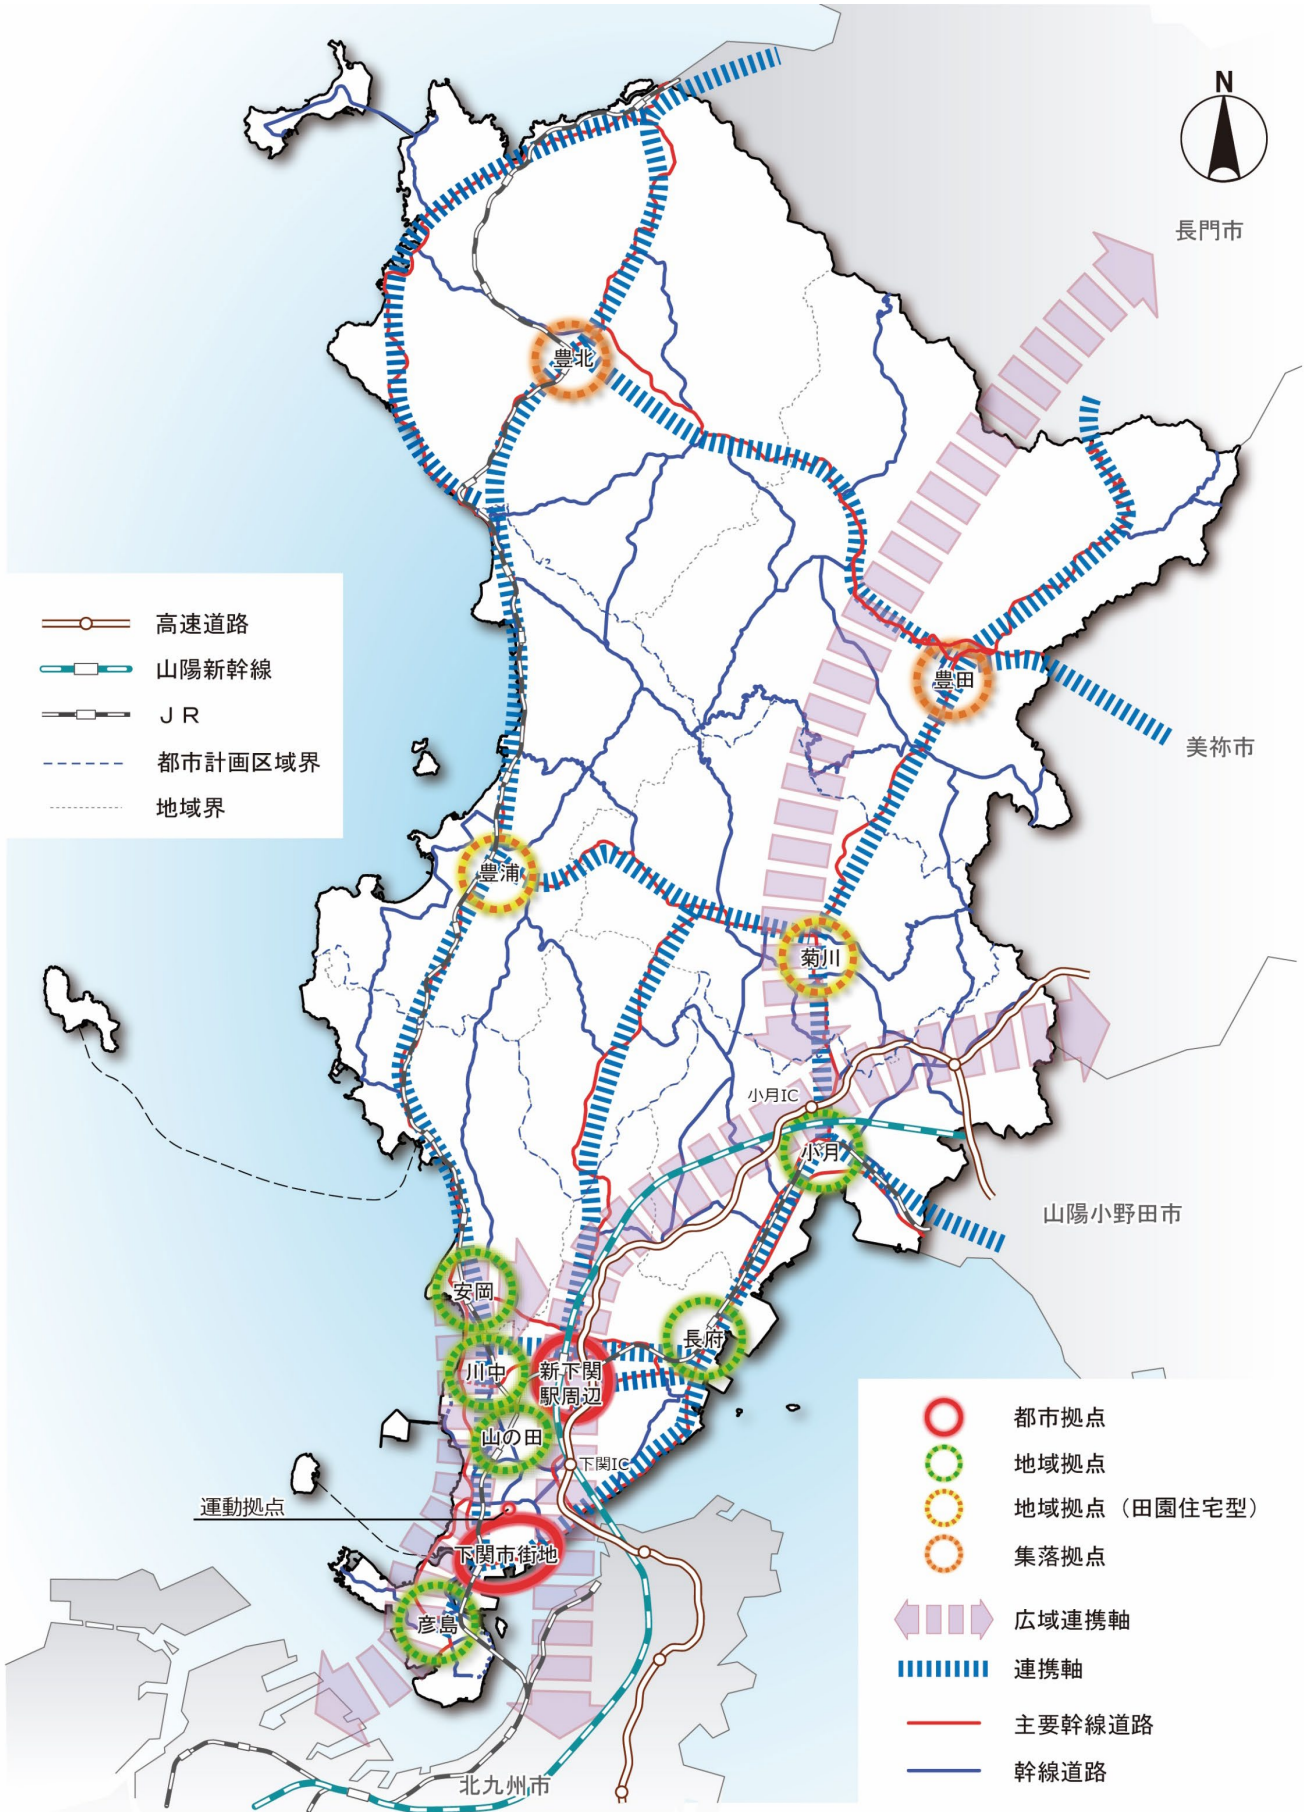 N
長門市
豊北
高速道路
山陽新幹線
JR
都市計画区域界
地域界
豊田
美祢市
豊浦
菊川
小月IC
小月
山陽小野田市
安岡
長府
川中
新下関
駅周辺
山の田
下関IC
運動拠点
下関市街地
彦島
北九州市
都市拠点
地域拠点
地域拠点（田園住宅型）
集落拠点
広域連携軸
連携軸
主要幹線道路
幹線道路